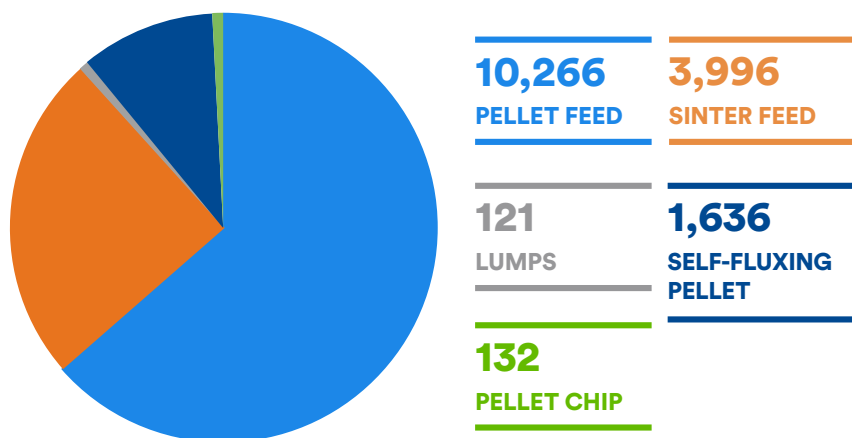 10,266
PELLET FEED
3,996
SINTER FEED
121
LUMPS
1,636
SELF-FLUXING
PELLET
132
PELLET CHIP